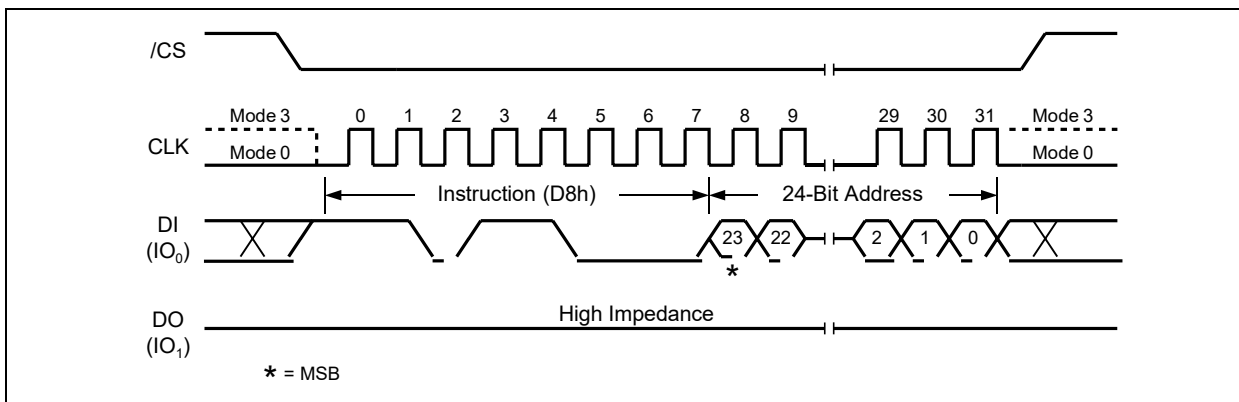 /CS
Mode 3 0 1 2 3 4 5 6 7 8 9 29 30 31 Mode 3
CLK
Mode 0 Mode 0
Instruction (D8h) 24-Bit Address
DI
(IO₀)
23 22 2 1 0
*
High Impedance
DO
(IO₁)
* = MSB